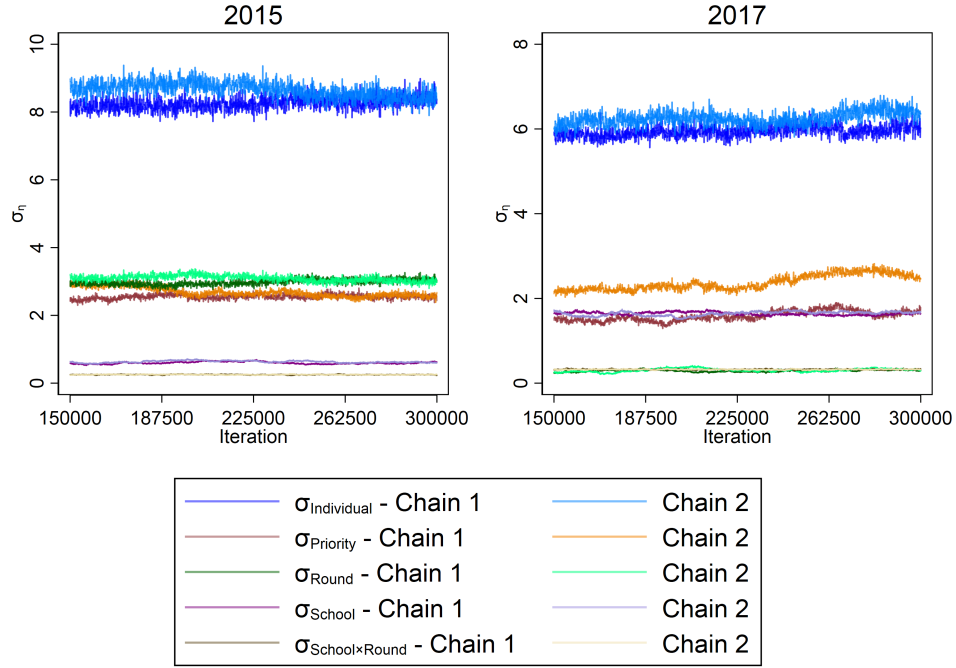 2015
2017
10
8
6
4
2
0
ση
150000 187500 225000 262500 300000
Iteration
8
6
4
2
0
ση
150000 187500 225000 262500 300000
Iteration
σIndividual - Chain 1 Chain 2
σPriority - Chain 1 Chain 2
σRound - Chain 1 Chain 2
σSchool - Chain 1 Chain 2
σSchool×Round - Chain 1 Chain 2